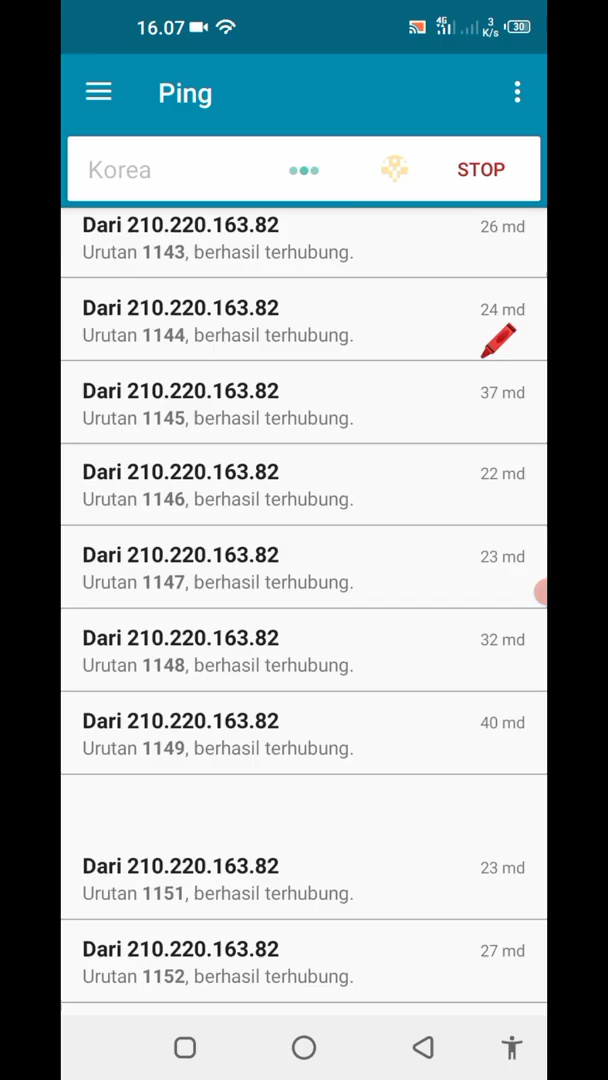 16.07
4G
3
K/s
30
Ping
Korea
STOP
Dari 210.220.163.82
26 md
Urutan 1143, berhasil terhubung.
Dari 210.220.163.82
24 md
Urutan 1144, berhasil terhubung.
Dari 210.220.163.82
37 md
Urutan 1145, berhasil terhubung.
Dari 210.220.163.82
22 md
Urutan 1146, berhasil terhubung.
Dari 210.220.163.82
23 md
Urutan 1147, berhasil terhubung.
Dari 210.220.163.82
32 md
Urutan 1148, berhasil terhubung.
Dari 210.220.163.82
40 md
Urutan 1149, berhasil terhubung.
Dari 210.220.163.82
23 md
Urutan 1151, berhasil terhubung.
Dari 210.220.163.82
27 md
Urutan 1152, berhasil terhubung.